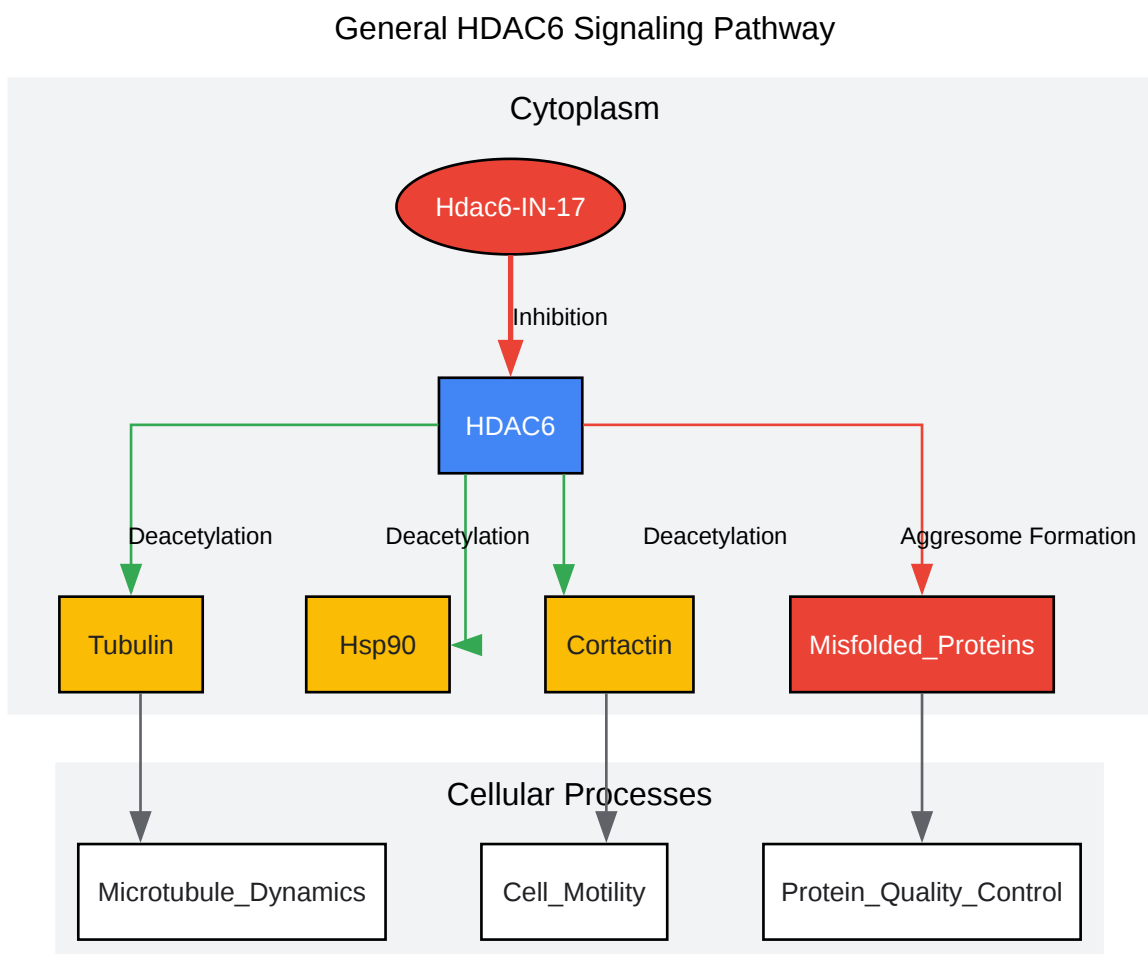 General HDAC6 Signaling Pathway
Cytoplasm
Hdac6-IN-17
Inhibition
HDAC6
Deacetylation
Deacetylation
Deacetylation
Aggresome Formation
Tubulin
Hsp90
Cortactin
Misfolded_Proteins
Cellular Processes
Microtubule_Dynamics
Cell_Motility
Protein_Quality_Control